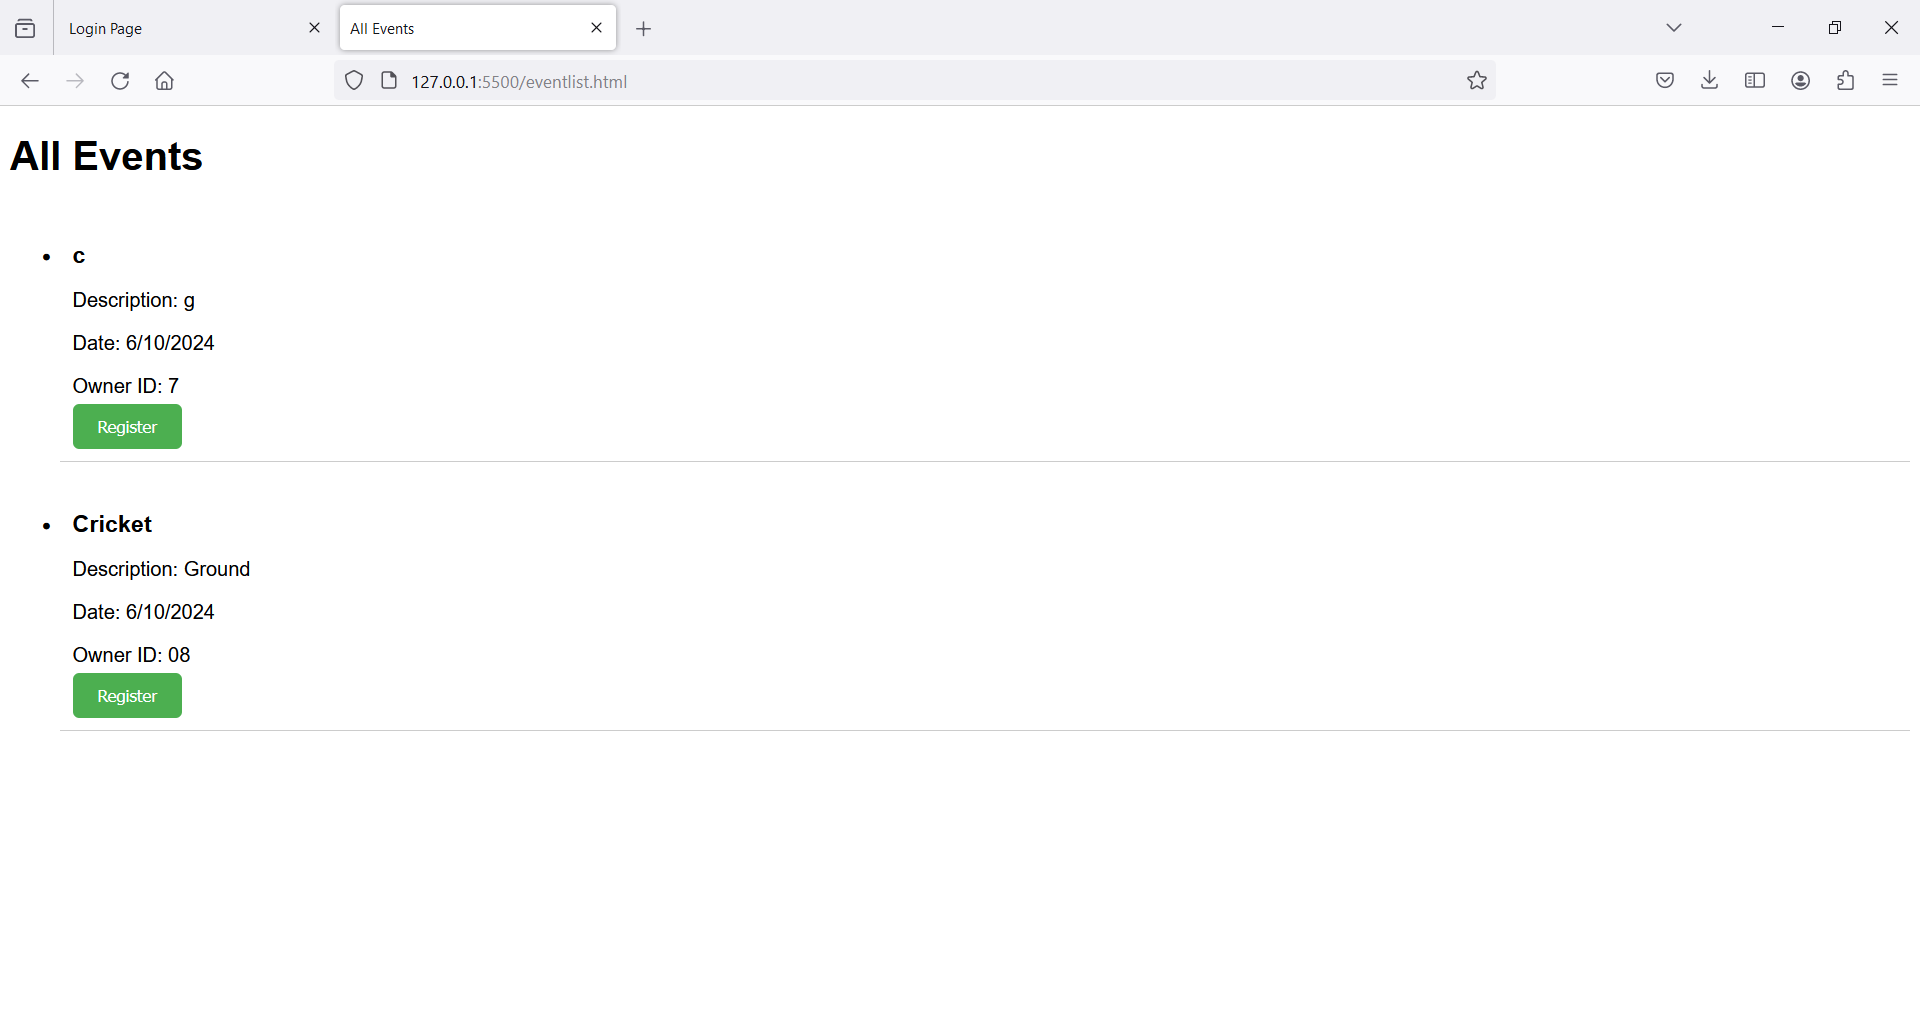 Login Page
All Events
127.0.0.1:5500/eventlist.html
All Events
c
Description: g
Date: 6/10/2024
Owner ID: 7
Register
Cricket
Description: Ground
Date: 6/10/2024
Owner ID: 08
Register